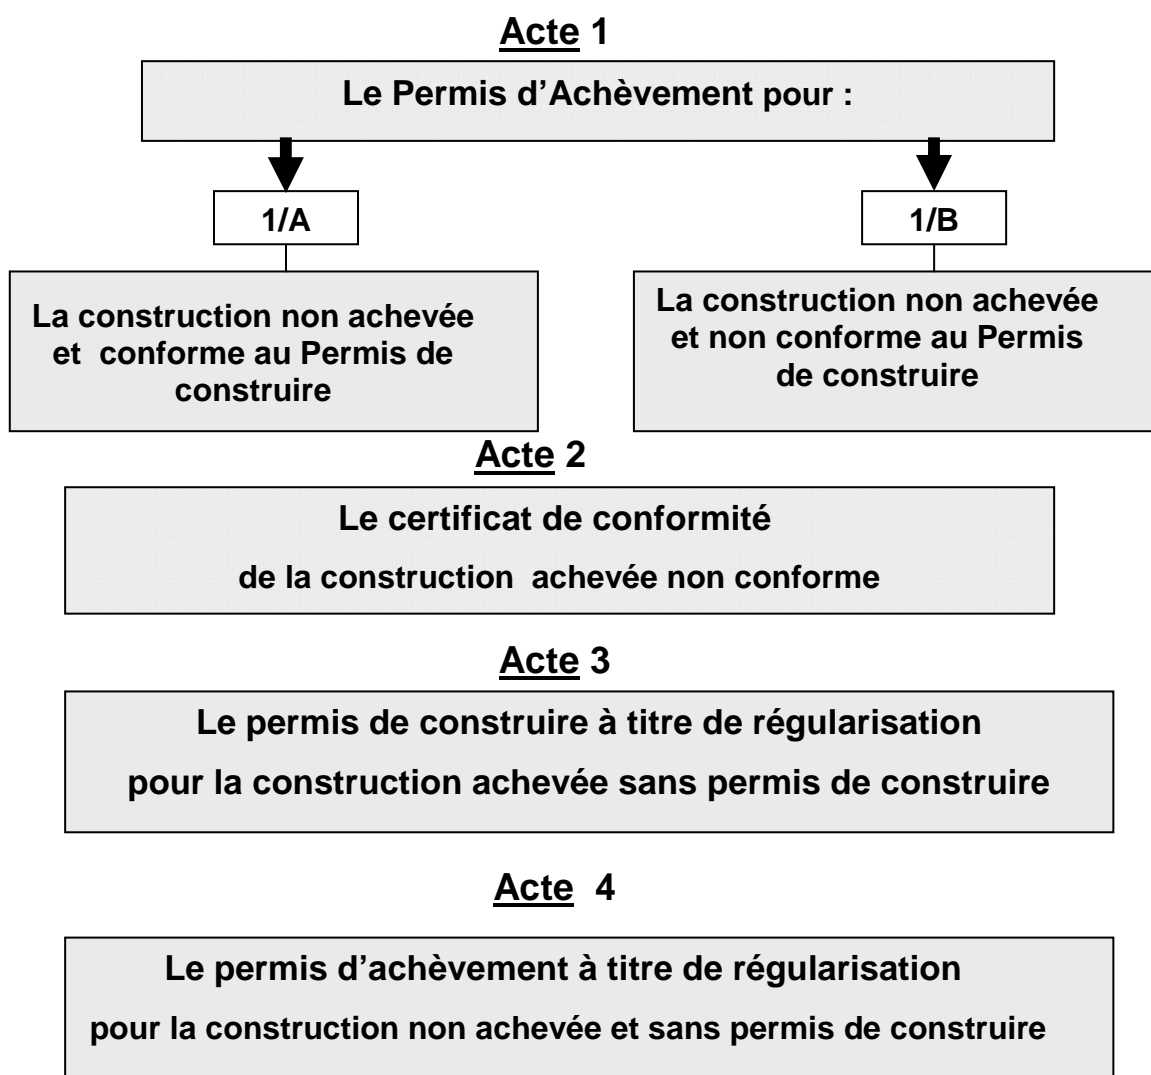 Acte 1
Le Permis d’Achèvement pour :
1/A
1/B
La construction non achevée
et conforme au Permis de
construire
La construction non achevée
et non conforme au Permis
de construire
Acte 2
Le certificat de conformité
de la construction achevée non conforme
Acte 3
Le permis de construire à titre de régularisation
pour la construction achevée sans permis de construire
Acte 4
Le permis d’achèvement à titre de régularisation
pour la construction non achevée et sans permis de construire